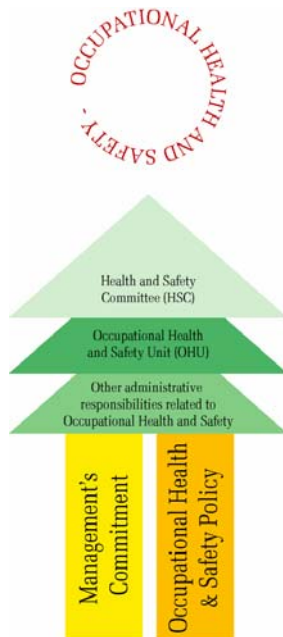 OCCUPATIONAL HEALTH AND SAFETY -
Health and Safety
Committee (HSC)
Occupational Health
and Safety Unit (OHU)
Other administrative
responsibilities related to
Occupational Health and Safety
Management's
Commitment
Occupational Health
& Safety Policy